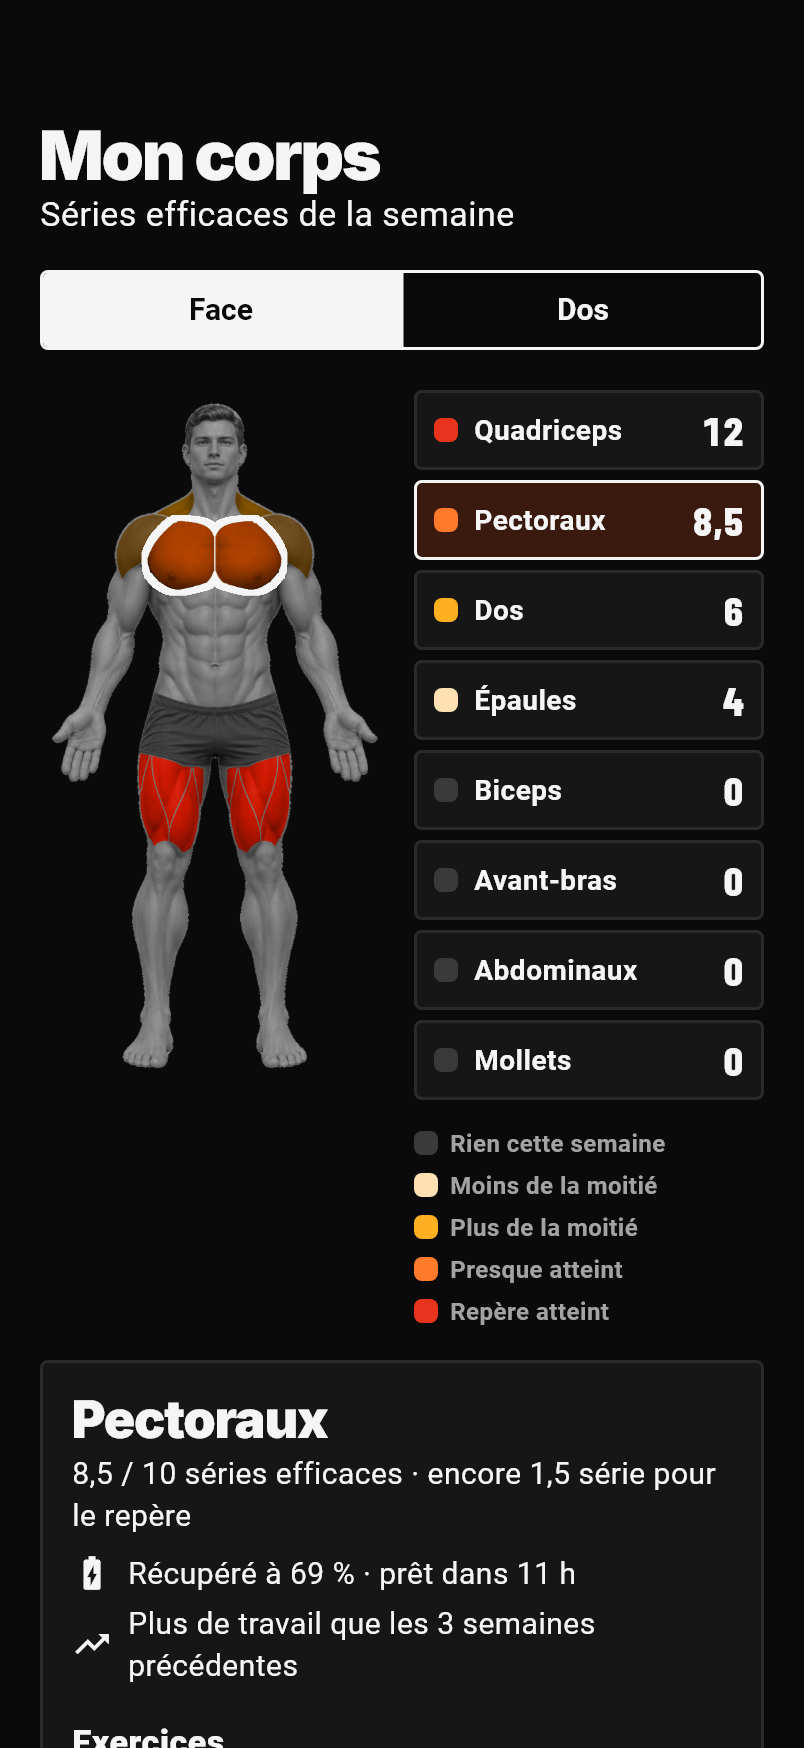 Mon corps
Séries efficaces de la semaine
Face
Dos
Quadriceps 12
Pectoraux 8,5
Dos 6
Épaules 4
Biceps 0
Avant-bras 0
Abdominaux 0
Mollets 0
Rien cette semaine
Moins de la moitié
Plus de la moitié
Presque atteint
Repère atteint
Pectoraux
8,5 / 10 séries efficaces · encore 1,5 série pour
le repère
Récupéré à 69 % · prêt dans 11 h
Plus de travail que les 3 semaines
précédentes
Exercices